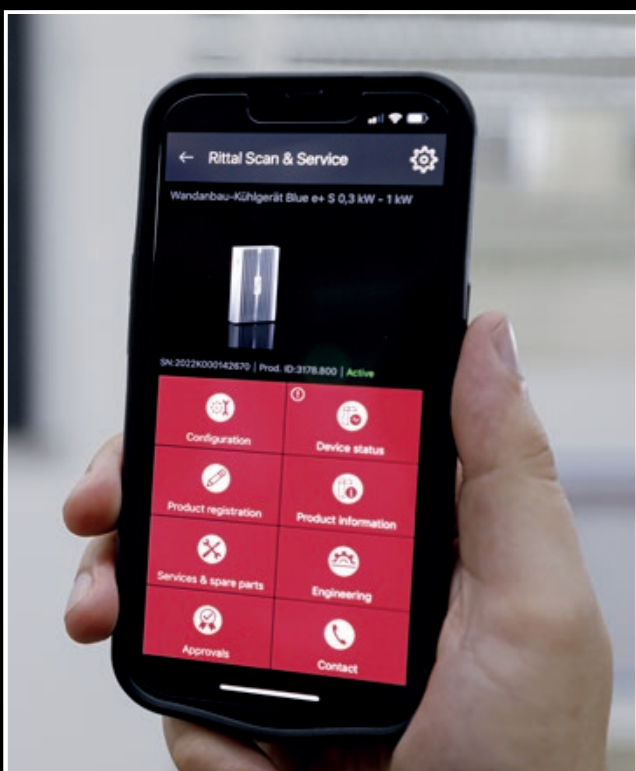 ← Rittal Scan & Service
Wandanbau-Kühlgerät Blue e+ S 0,3 kW - 1 kW
SN:2022K000142670 | Prod. ID:3178.800 | Active
Configuration
Device status
Product registration
Product information
Services & spare parts
Engineering
Approvals
Contact